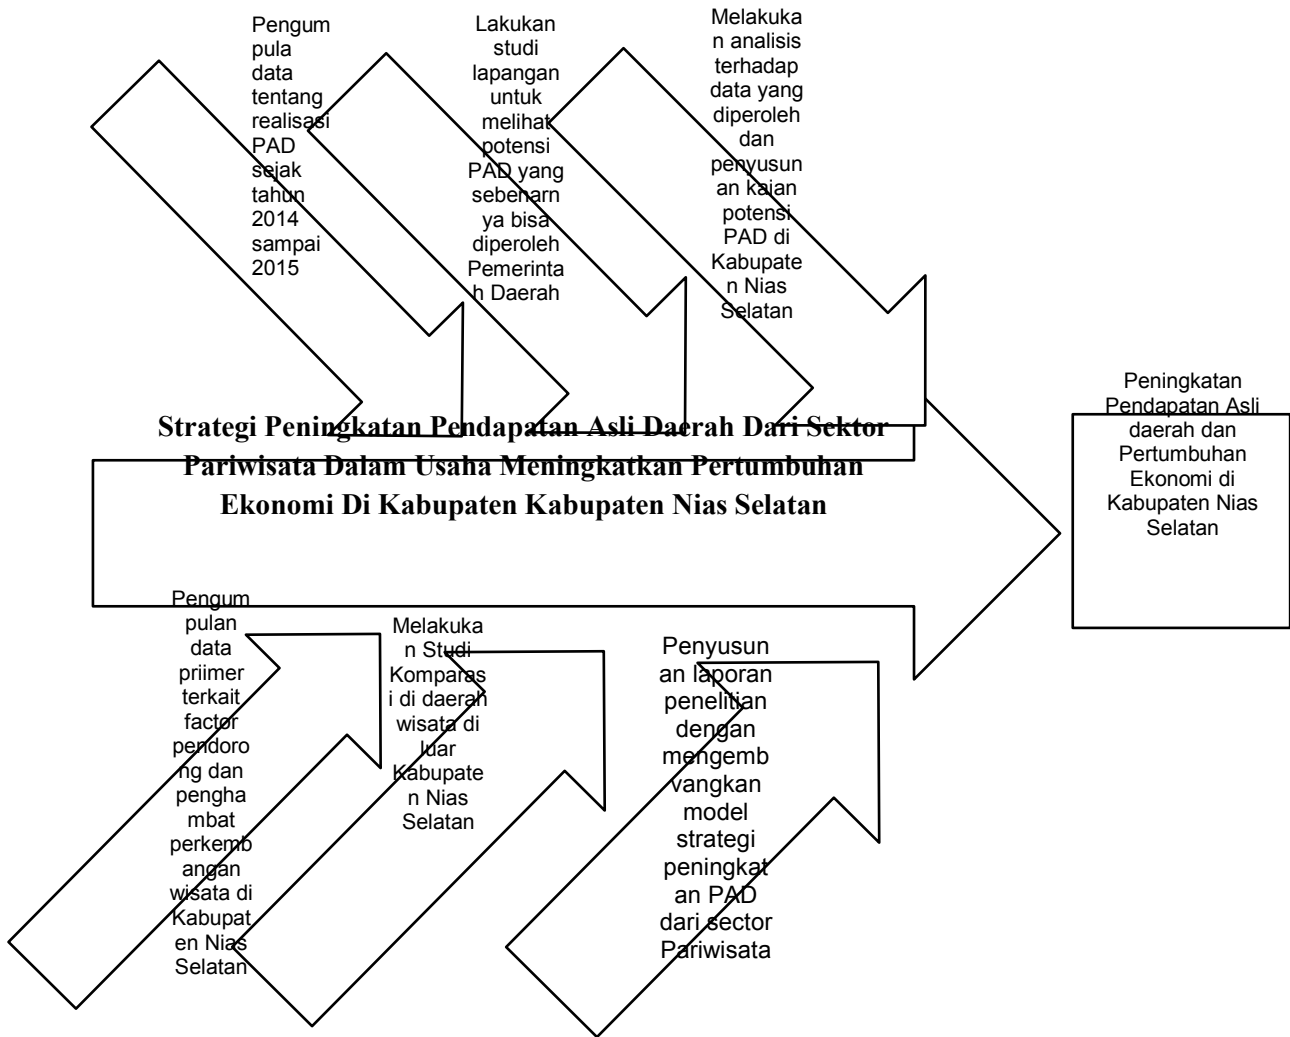 Pengum
pula
data
tentang
realisasi
PAD
sejak
tahun
2014
sampai
2015
Lakukan
studi
lapangan
untuk
melihat
potensi
PAD yang
sebenarn
ya bisa
diperoleh
Pemerinta
h Daerah
Melakuka
n analisis
terhadap
data yang
diperoleh
dan
penyusun
an kajian
potensi
PAD di
Kabupate
n Nias
Selatan
Strategi Peningkatan Pendapatan Asli Daerah Dari Sektor
Pariwisata Dalam Usaha Meningkatkan Pertumbuhan
Ekonomi Di Kabupaten Kabupaten Nias Selatan
Peningkatan
Pendapatan Asli
daerah dan
Pertumbuhan
Ekonomi di
Kabupaten Nias
Selatan
Pengum
pulan
data
priimer
terkait
factor
pendoro
ng dan
pengha
mbat
perkemb
angan
wisata di
Kabupat
en Nias
Selatan
Melakuka
n Studi
Komparas
i di daerah
wisata di
luar
Kabupate
n Nias
Selatan
Penyusun
an laporan
penelitian
dengan
mengemb
vangkan
model
strategi
peningkat
an PAD
dari sector
Pariwisata